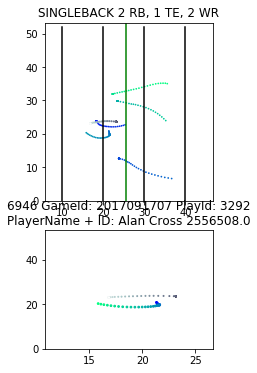 SINGLEBACK 2 RB, 1 TE, 2 WR
50
40
30
20
10
0
10 20 30 40
6946 GameId: 2017091707 PlayId: 3292
PlayerName + ID: Alan Cross 2556508.0
40
20
0
15 20 25